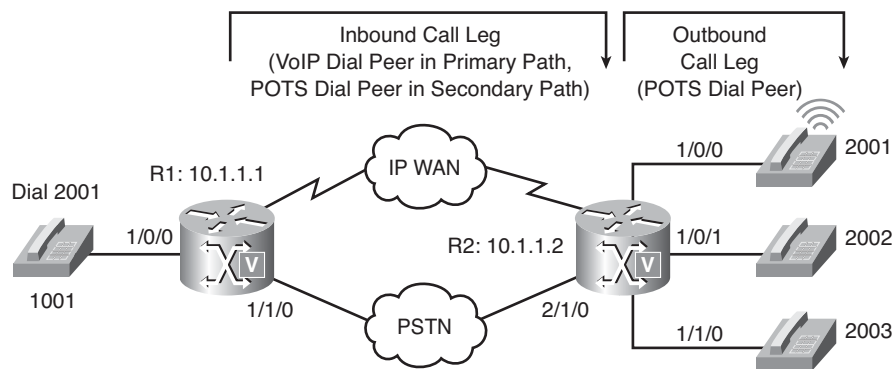 Inbound Call Leg
(VoIP Dial Peer in Primary Path,
POTS Dial Peer in Secondary Path)
Outbound
Call Leg
(POTS Dial Peer)
2001
1/0/0
IP WAN
R1: 10.1.1.1
Dial 2001
1/0/0
R2: 10.1.1.2
1/0/1
2002
V
V
1001
1/1/0
PSTN
2/1/0
1/1/0
2003